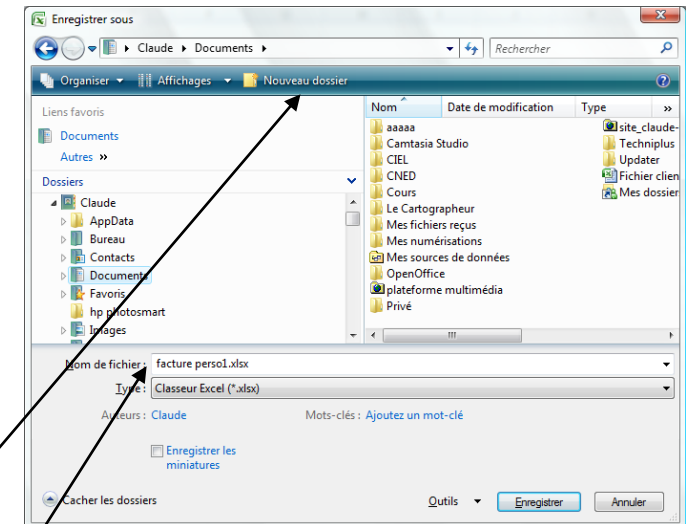 Enregistrer sous
Claude ▸ Documents ▸ Rechercher
Organiser Affichages Nouveau dossier
Liens favoris
Documents
Autres »
Dossiers
Claude
AppData
Bureau
Contacts
Documents
Favoris
hp photosmart
Images
Nom Date de modification Type »
aaaaa
Camtasia Studio
CIEL
CNED
Cours
Le Cartographeur
Mes fichiers reçus
Mes numérisations
Mes sources de données
OpenOffice
plateforme multimédia
Privé
site_claude-
Techniplus
Updater
Fichier clien
Mes dossier
Nom de fichier : facture perso1.xlsx
Type : Classeur Excel (*.xlsx)
Auteurs : Claude Mots-clés : Ajoutez un mot-clé
Enregistrer les
miniatures
Cacher les dossiers Outils Enregistrer Annuler